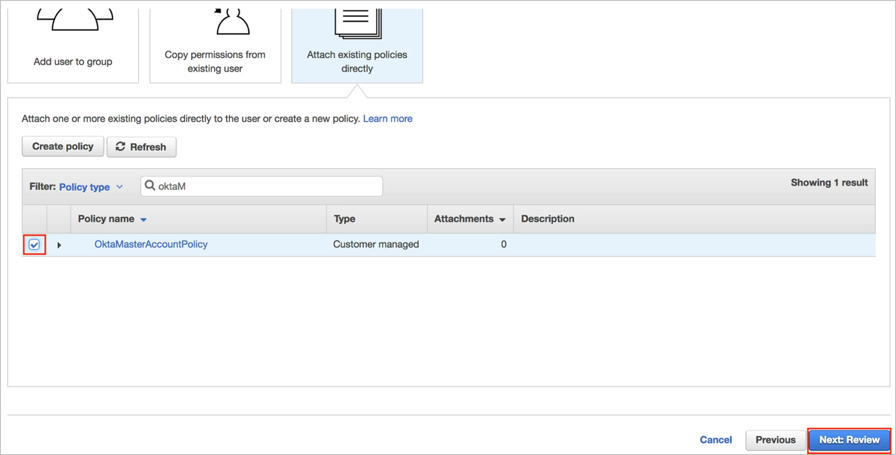 Add user to group
Copy permissions from
existing user
Attach existing policies
directly
Attach one or more existing policies directly to the user or create a new policy. Learn more
Create policy
Refresh
Filter: Policy type
oktaM
Showing 1 result
Policy name
Type
Attachments
Description
OktaMasterAccountPolicy
Customer managed
0
Cancel
Previous
Next: Review